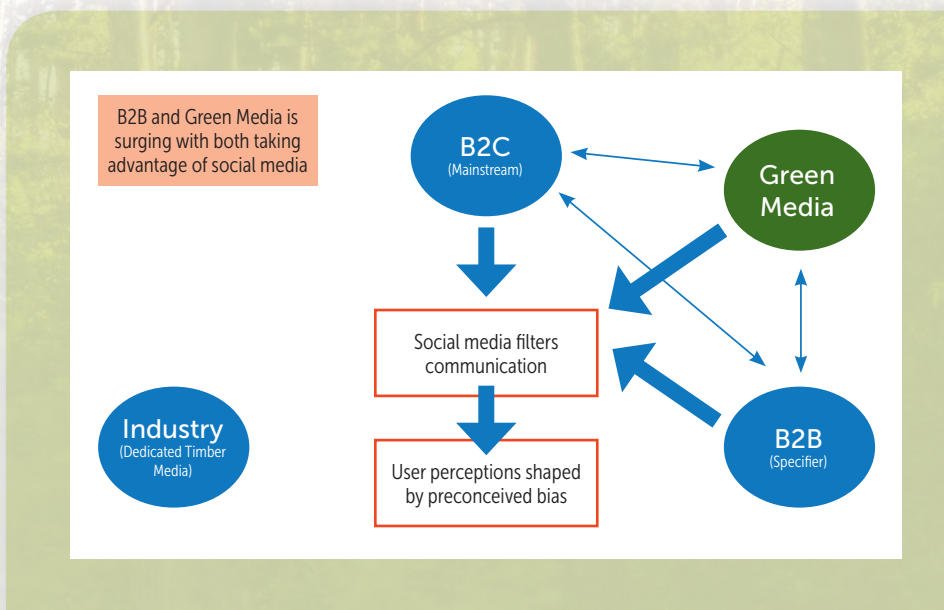 B2B and Green Media is
surging with both taking
advantage of social media
B2C
(Mainstream)
Green
Media
Social media filters
communication
Industry
(Dedicated Timber
Media)
User perceptions shaped
by preconceived bias
B2B
(Specifier)